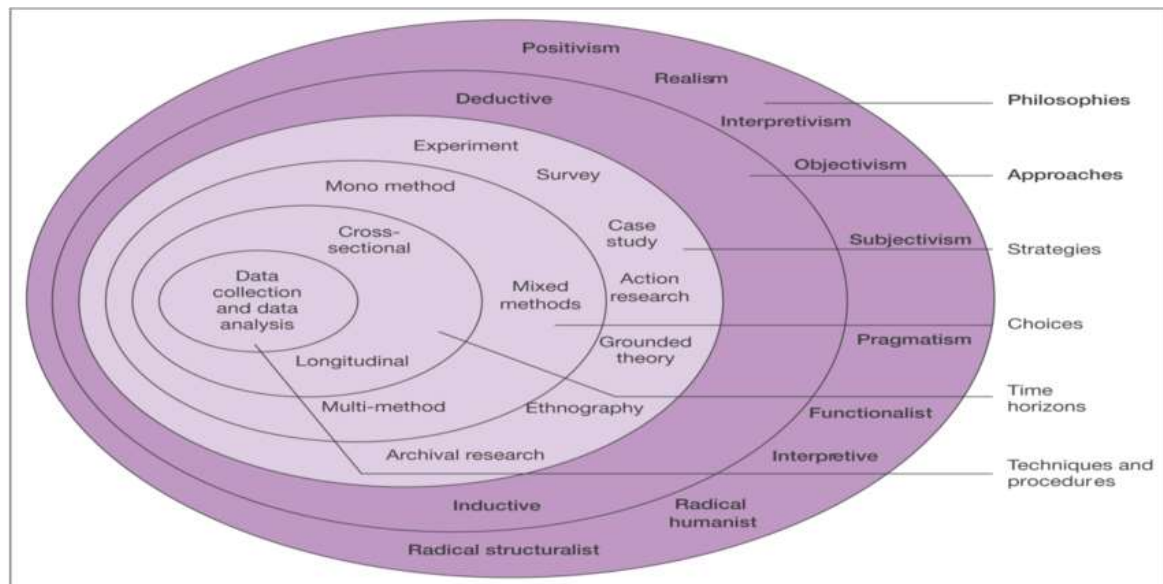 Positivism
Realism
Philosophies
Deductive
Interpretivism
Experiment
Objectivism
Survey
Approaches
Mono method
Case
study
Cross-
sectional
Subjectivism
Strategies
Data
collection
and data
analysis
Mixed
methods
Action
research
Choices
Grounded
theory
Pragmatism
Longitudinal
Time
horizons
Multi-method
Ethnography
Functionalist
Archival research
Interpretive
Techniques and
procedures
Inductive
Radical
humanist
Radical structuralist